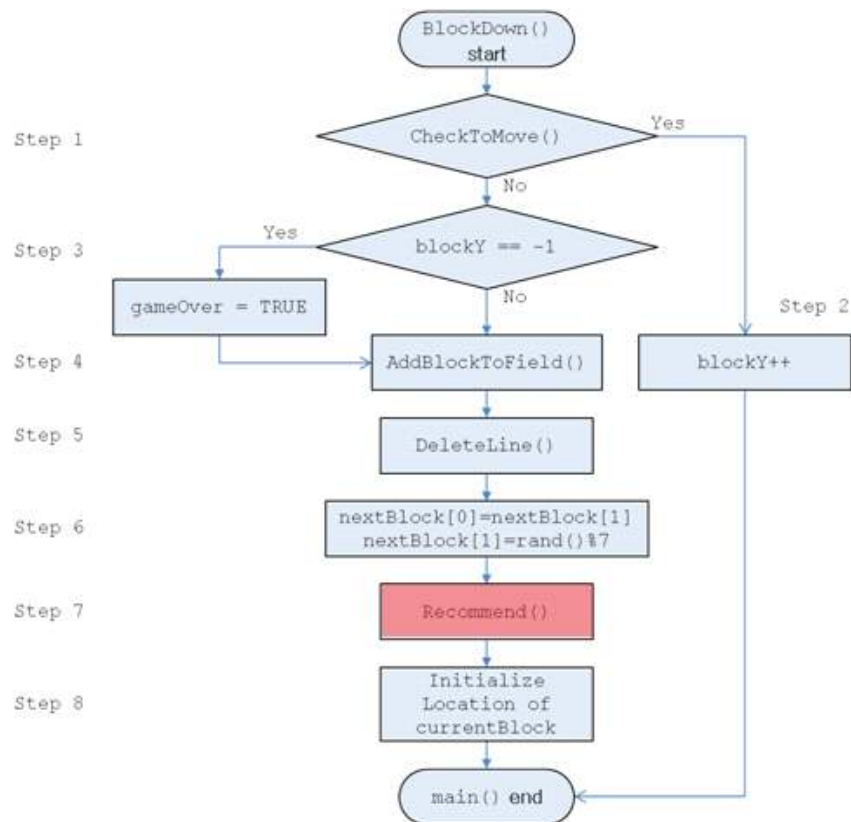 BlockDown()
start
Step 1
CheckToMove()
Yes
No
Step 3
Yes
blockY == -1
No
gameOver = TRUE
Step 2
Step 4
AddBlockToField()
blockY++
Step 5
DeleteLine()
Step 6
nextBlock[0]=nextBlock[1]
nextBlock[1]=rand()%7
Step 7
Recommend()
Step 8
Initialize
Location of
currentBlock
main() end